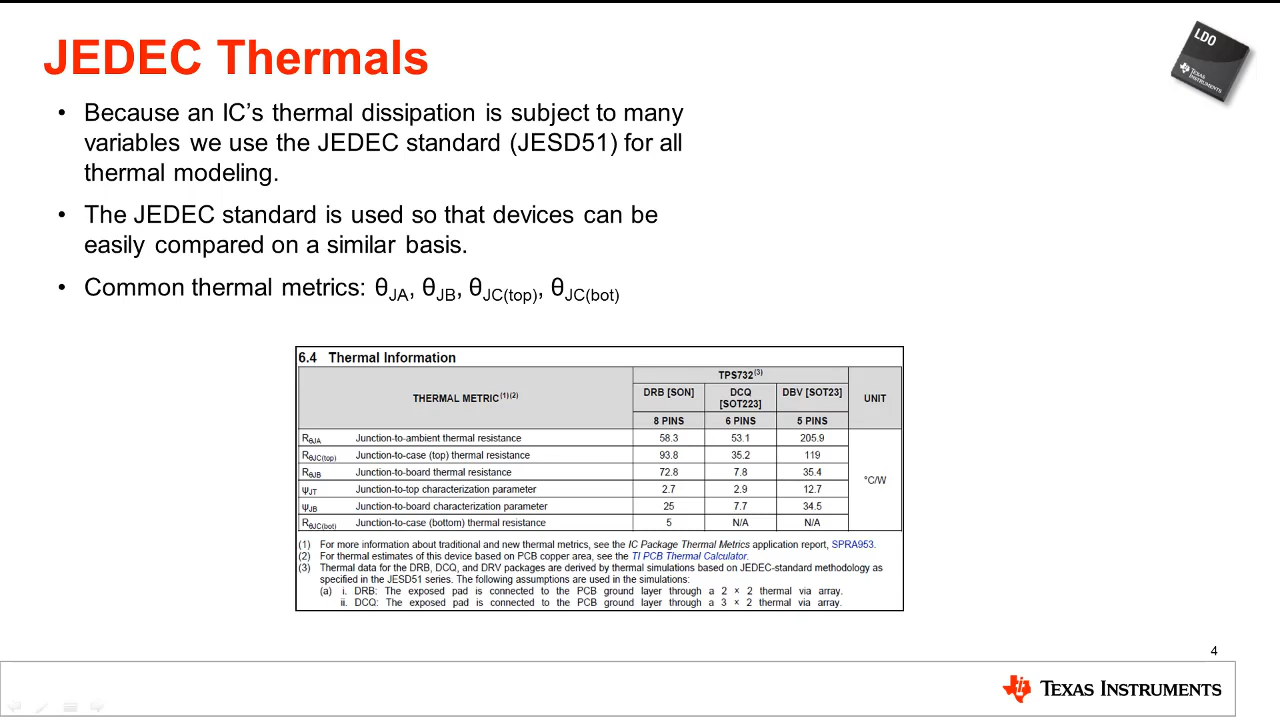 JEDEC Thermals
LDO
TEXAS INSTRUMENTS
• Because an IC's thermal dissipation is subject to many
variables we use the JEDEC standard (JESD51) for all
thermal modeling.
• The JEDEC standard is used so that devices can be
easily compared on a similar basis.
• Common thermal metrics: θJA, θJB, θJC(top), θJC(bot)
6.4 Thermal Information
THERMAL METRIC(1)(2) TPS732(3) UNIT
DRB [SON] DCQ [SOT223] DBV [SOT23]
8 PINS 6 PINS 5 PINS
RθJA Junction-to-ambient thermal resistance 58.3 53.1 205.9 °C/W
RθJC(top) Junction-to-case (top) thermal resistance 93.8 35.2 119
RθJB Junction-to-board thermal resistance 72.8 7.8 35.4
ψJT Junction-to-top characterization parameter 2.7 2.9 12.7
ψJB Junction-to-board characterization parameter 25 7.7 34.5
RθJC(bot) Junction-to-case (bottom) thermal resistance 5 N/A N/A
(1) For more information about traditional and new thermal metrics, see the IC Package Thermal Metrics application report, SPRA953.
(2) For thermal estimates of this device based on PCB copper area, see the TI PCB Thermal Calculator.
(3) Thermal data for the DRB, DCQ, and DRV packages are derived by thermal simulations based on JEDEC-standard methodology as
specified in the JESD51 series. The following assumptions are used in the simulations:
(a) i. DRB: The exposed pad is connected to the PCB ground layer through a 2 × 2 thermal via array.
ii. DCQ: The exposed pad is connected to the PCB ground layer through a 3 × 2 thermal via array.
4
TEXAS INSTRUMENTS